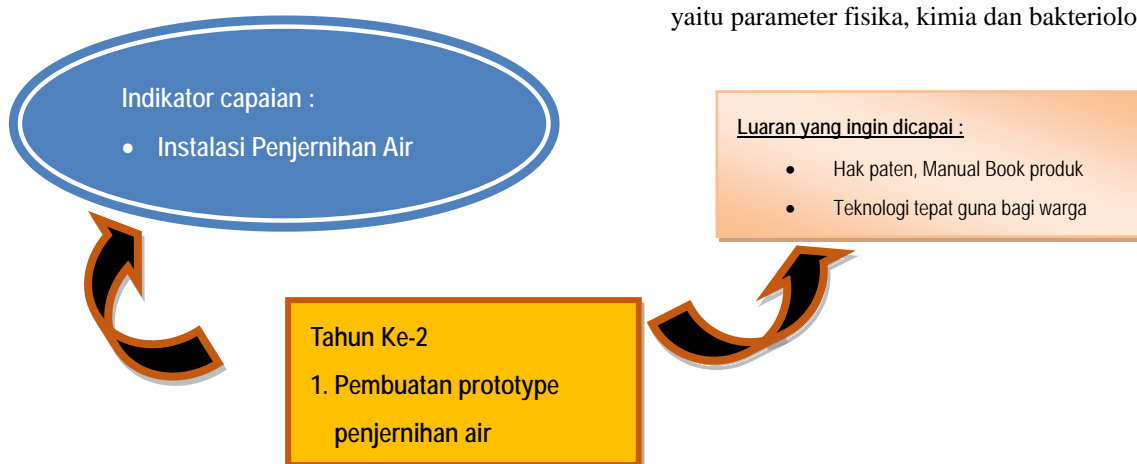 yaitu parameter fisika, kimia dan
Indikator capaian :
• Instalasi Penjernihan Air
Luaran yang ingin dicapai :
• Hak paten, Manual Book produk
• Teknologi tepat guna bagi warga
Tahun Ke-2
1. Pembuatan prototype
penjernihan air